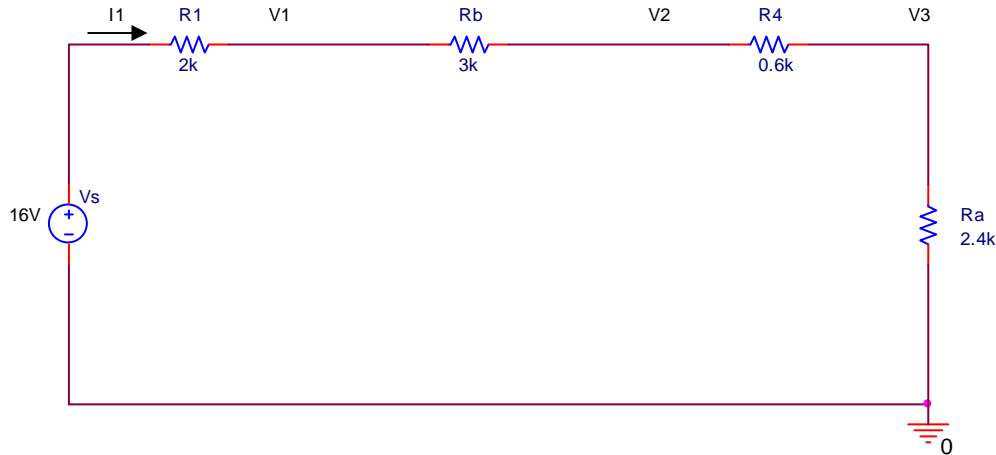 I1 R1 V1 Rb V2 R4 V3
2k 3k 0.6k
Vs
16V
+
−
Ra
2.4k
0